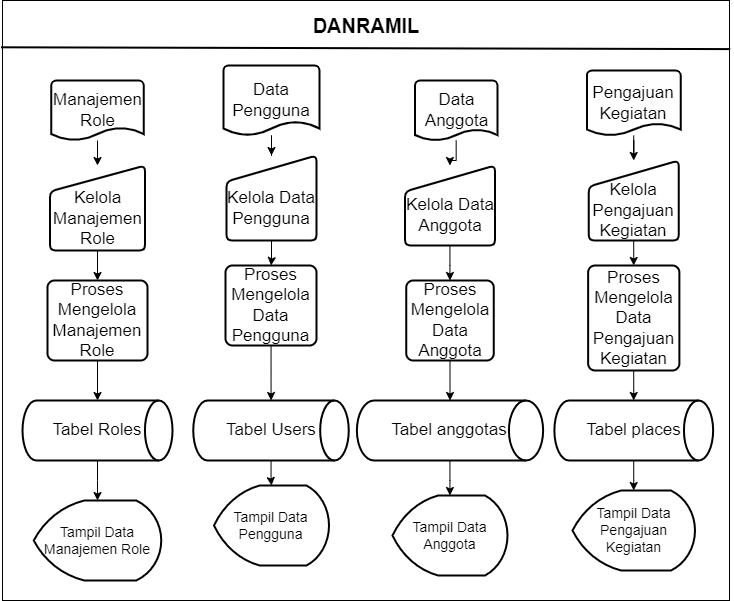 DANRAMIL
Manajemen
Role
Data
Pengguna
Data
Anggota
Pengajuan
Kegiatan
Kelola
Manajemen
Role
Kelola Data
Pengguna
Kelola Data
Anggota
Kelola
Pengajuan
Kegiatan
Proses
Mengelola
Manajemen
Role
Proses
Mengelola
Data
Pengguna
Proses
Mengelola
Data
Anggota
Proses
Mengelola
Data
Pengajuan
Kegiatan
Tabel Roles
Tabel Users
Tabel anggotas
Tabel places
Tampil Data
Manajemen Role
Tampil Data
Pengguna
Tampil Data
Anggota
Tampil Data
Pengajuan
Kegiatan